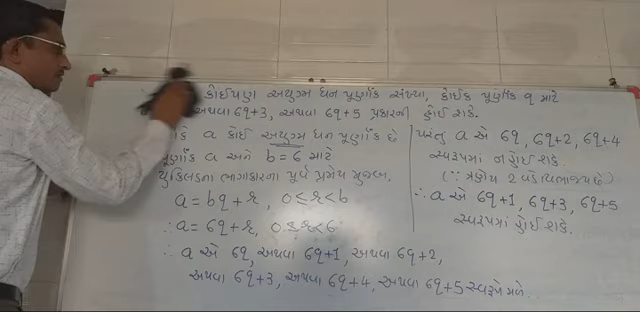 કોઈપણ અયુગ્મ ધન પૂર્ણાંક સંખ્યા, કોઈક પૂર્ણાંક q માટે
અથવા 6q+3, અથવા 6q+5 પ્રકારની હોઈ શકે.
કે a કોઈ અયુગ્મ ધન પૂર્ણાંક છે
પૂર્ણાંક a અને b = 6 માટે
યુક્લિડના ભાગાકારના પૂર્વ પ્રમેય મુજબ,
a = bq + r , 0 ≤ r < b
∴ a = 6q + r, 0 ≤ r < 6
∴ a એ 6q, અથવા 6q+1, અથવા 6q+2,
અથવા 6q+3, અથવા 6q+4, અથવા 6q+5 સ્વરૂપે મળે.
પરંતુ a એ 6q, 6q+2, 6q+4
સ્વરૂપમાં ન હોઈ શકે.
(∵ ત્રણેય 2 વડે વિભાજ્ય છે.)
∴ a એ 6q+1, 6q+3, 6q+5
સ્વરૂપમાં હોઈ શકે.